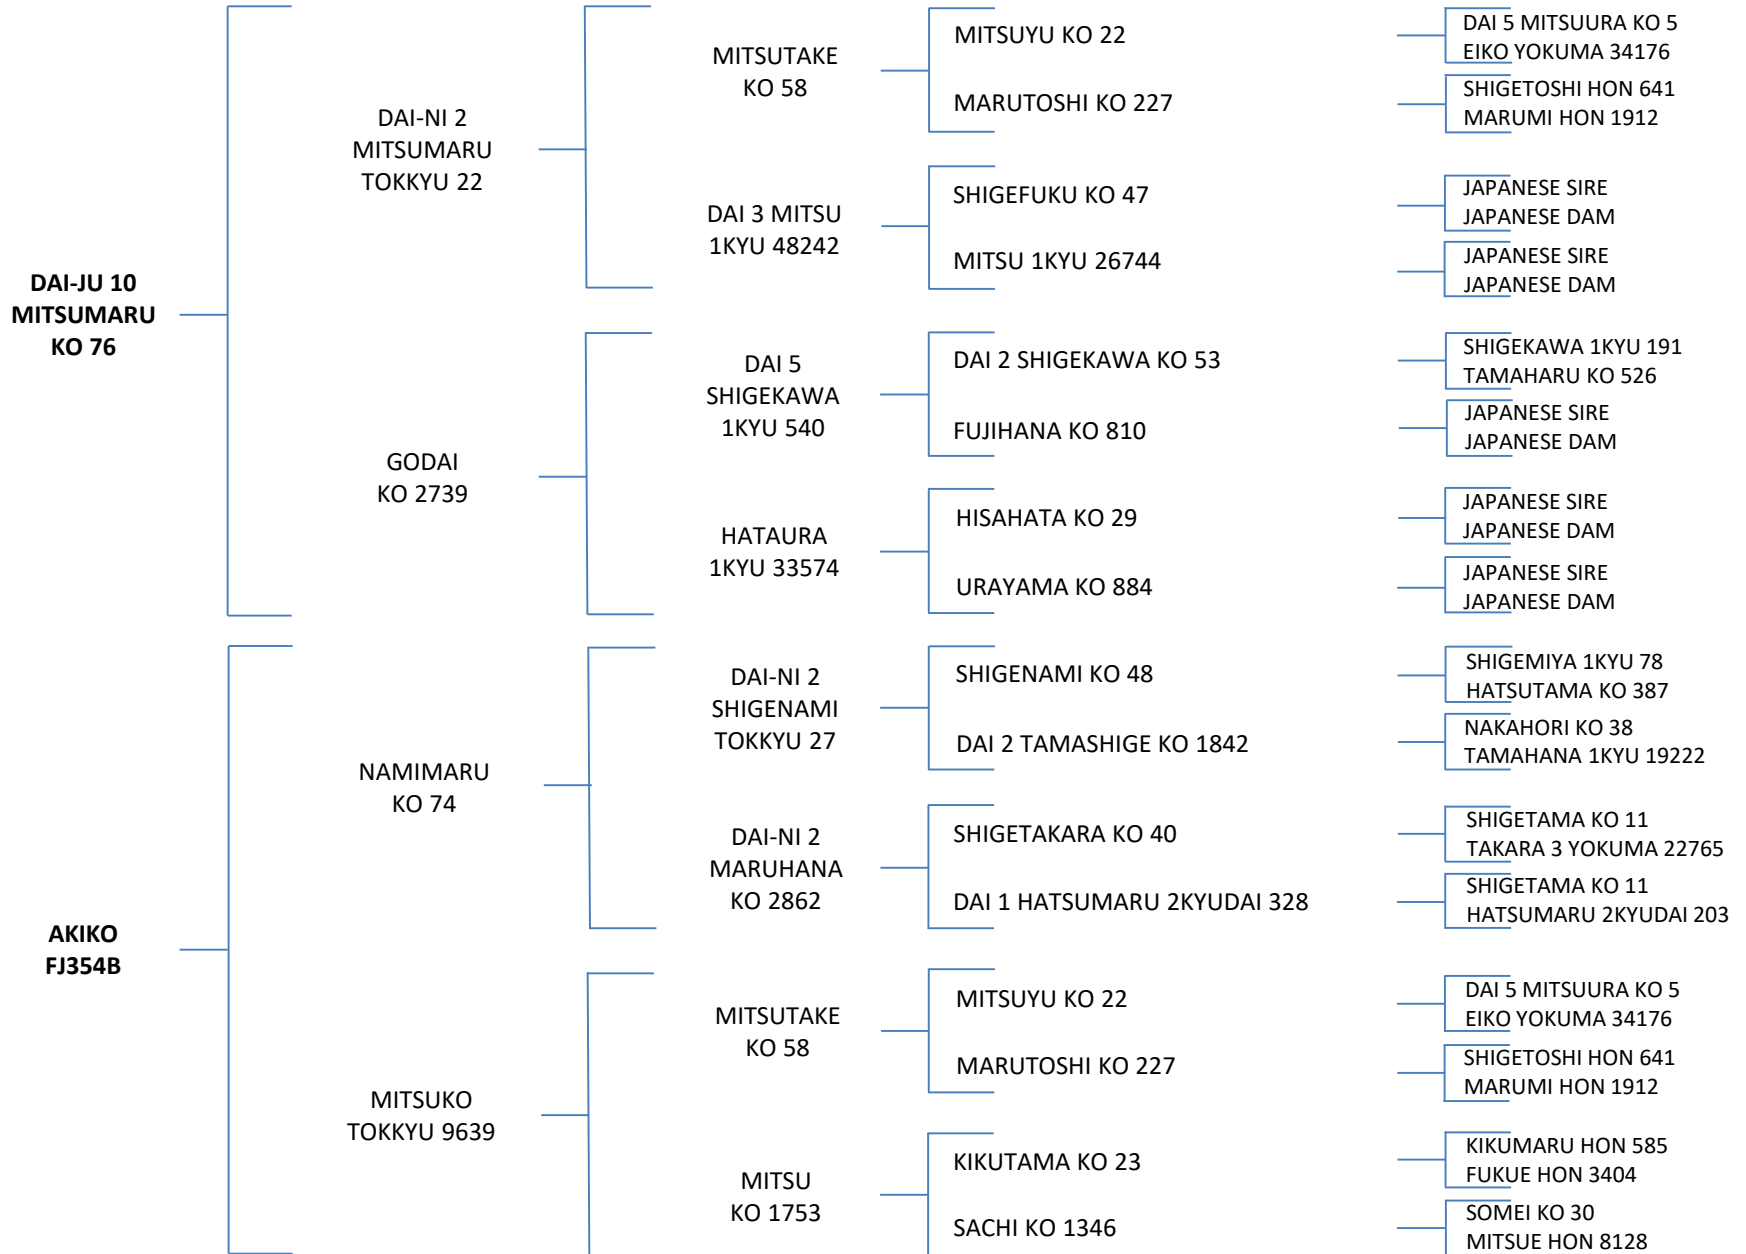 DAI-JU 10
MITSUMARU
KO 76
DAI-NI 2
MITSUMARU
TOKKYU 22
MITSUTAKE
KO 58
MITSUYU KO 22
DAI 5 MITSUURA KO 5
EIKO YOKUMA 34176
MARUTOSHI KO 227
SHIGETOSHI HON 641
MARUMI HON 1912
DAI 3 MITSU
1KYU 48242
SHIGEFUKU KO 47
JAPANESE SIRE
JAPANESE DAM
MITSU 1KYU 26744
JAPANESE SIRE
JAPANESE DAM
GODAI
KO 2739
DAI 5
SHIGEKAWA
1KYU 540
DAI 2 SHIGEKAWA KO 53
SHIGEKAWA 1KYU 191
TAMAHARU KO 526
FUJIHANA KO 810
JAPANESE SIRE
JAPANESE DAM
HATAURA
1KYU 33574
HISAHATA KO 29
JAPANESE SIRE
JAPANESE DAM
URAYAMA KO 884
JAPANESE SIRE
JAPANESE DAM
AKIKO
FJ354B
NAMIMARU
KO 74
DAI-NI 2
SHIGENAMI
TOKKYU 27
SHIGENAMI KO 48
SHIGEMIYA 1KYU 78
HATSUTAMA KO 387
DAI 2 TAMASHIGE KO 1842
NAKAHORI KO 38
TAMAHANA 1KYU 19222
DAI-NI 2
MARUHANA
KO 2862
SHIGETAKARA KO 40
SHIGETAMA KO 11
TAKARA 3 YOKUMA 22765
DAI 1 HATSUMARU 2KYUDAI 328
SHIGETAMA KO 11
HATSUMARU 2KYUDAI 203
MITSUKO
TOKKYU 9639
MITSUTAKE
KO 58
MITSUYU KO 22
DAI 5 MITSUURA KO 5
EIKO YOKUMA 34176
MARUTOSHI KO 227
SHIGETOSHI HON 641
MARUMI HON 1912
MITSU
KO 1753
KIKUTAMA KO 23
KIKUMARU HON 585
FUKUE HON 3404
SACHI KO 1346
SOMEI KO 30
MITSUE HON 8128